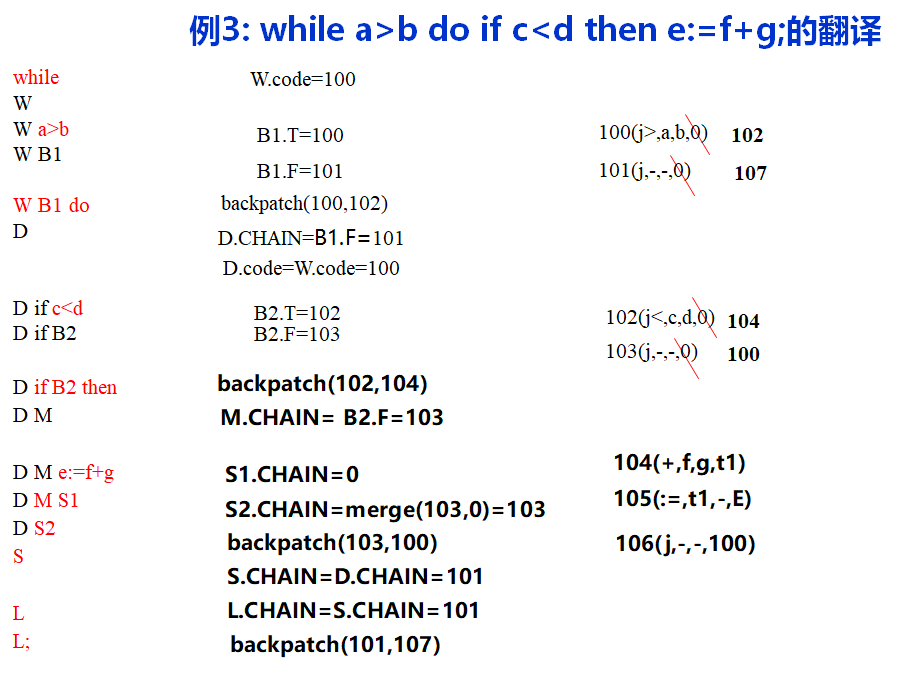 例3: while a>b do if c<d then e:=f+g;的翻译
while
W.code=100
W
W a>b
B1.T=100
100(j>,a,b,0) 102
W B1
B1.F=101
101(j,-,-,0) 107
W B1 do
backpatch(100,102)
D
D.CHAIN=B1.F=101
D.code=W.code=100
D if c<d
B2.T=102
102(j<,c,d,0) 104
D if B2
B2.F=103
103(j,-,-,0) 100
D if B2 then
backpatch(102,104)
D M
M.CHAIN= B2.F=103
D M e:=f+g
S1.CHAIN=0
104(+,f,g,t1)
D M S1
S2.CHAIN=merge(103,0)=103
105(:=,t1,-,E)
D S2
backpatch(103,100)
106(j,-,-,100)
S
S.CHAIN=D.CHAIN=101
L
L.CHAIN=S.CHAIN=101
L;
backpatch(101,107)